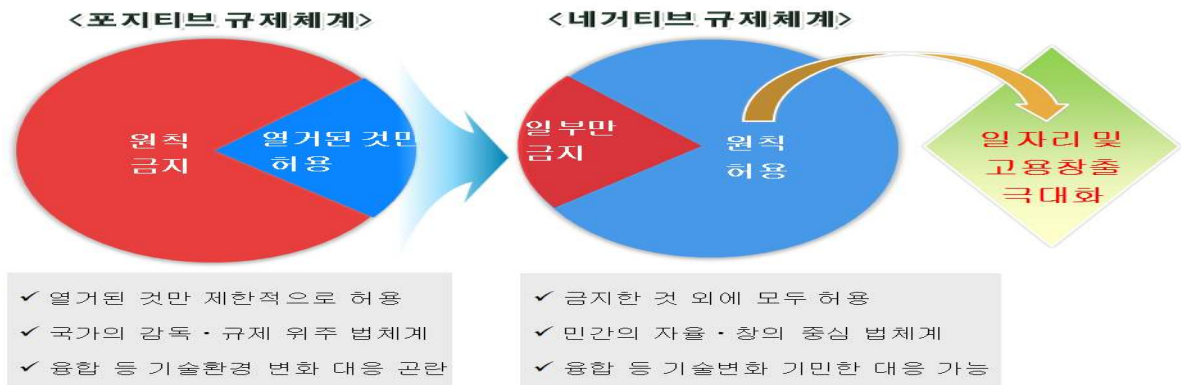 <포지티브 규제체계>
원칙
금지
열거된 것만
허용
✓ 열거된 것만 제한적으로 허용
✓ 국가의 감독·규제 위주 법체계
✓ 융합 등 기술환경 변화 대응 곤란
<네거티브 규제체계>
일부만
금지
원칙
허용
일자리 및
고용창출
극대화
✓ 금지한 것 외에 모두 허용
✓ 민간의 자율·창의 중심 법체계
✓ 융합 등 기술변화 기민한 대응 가능